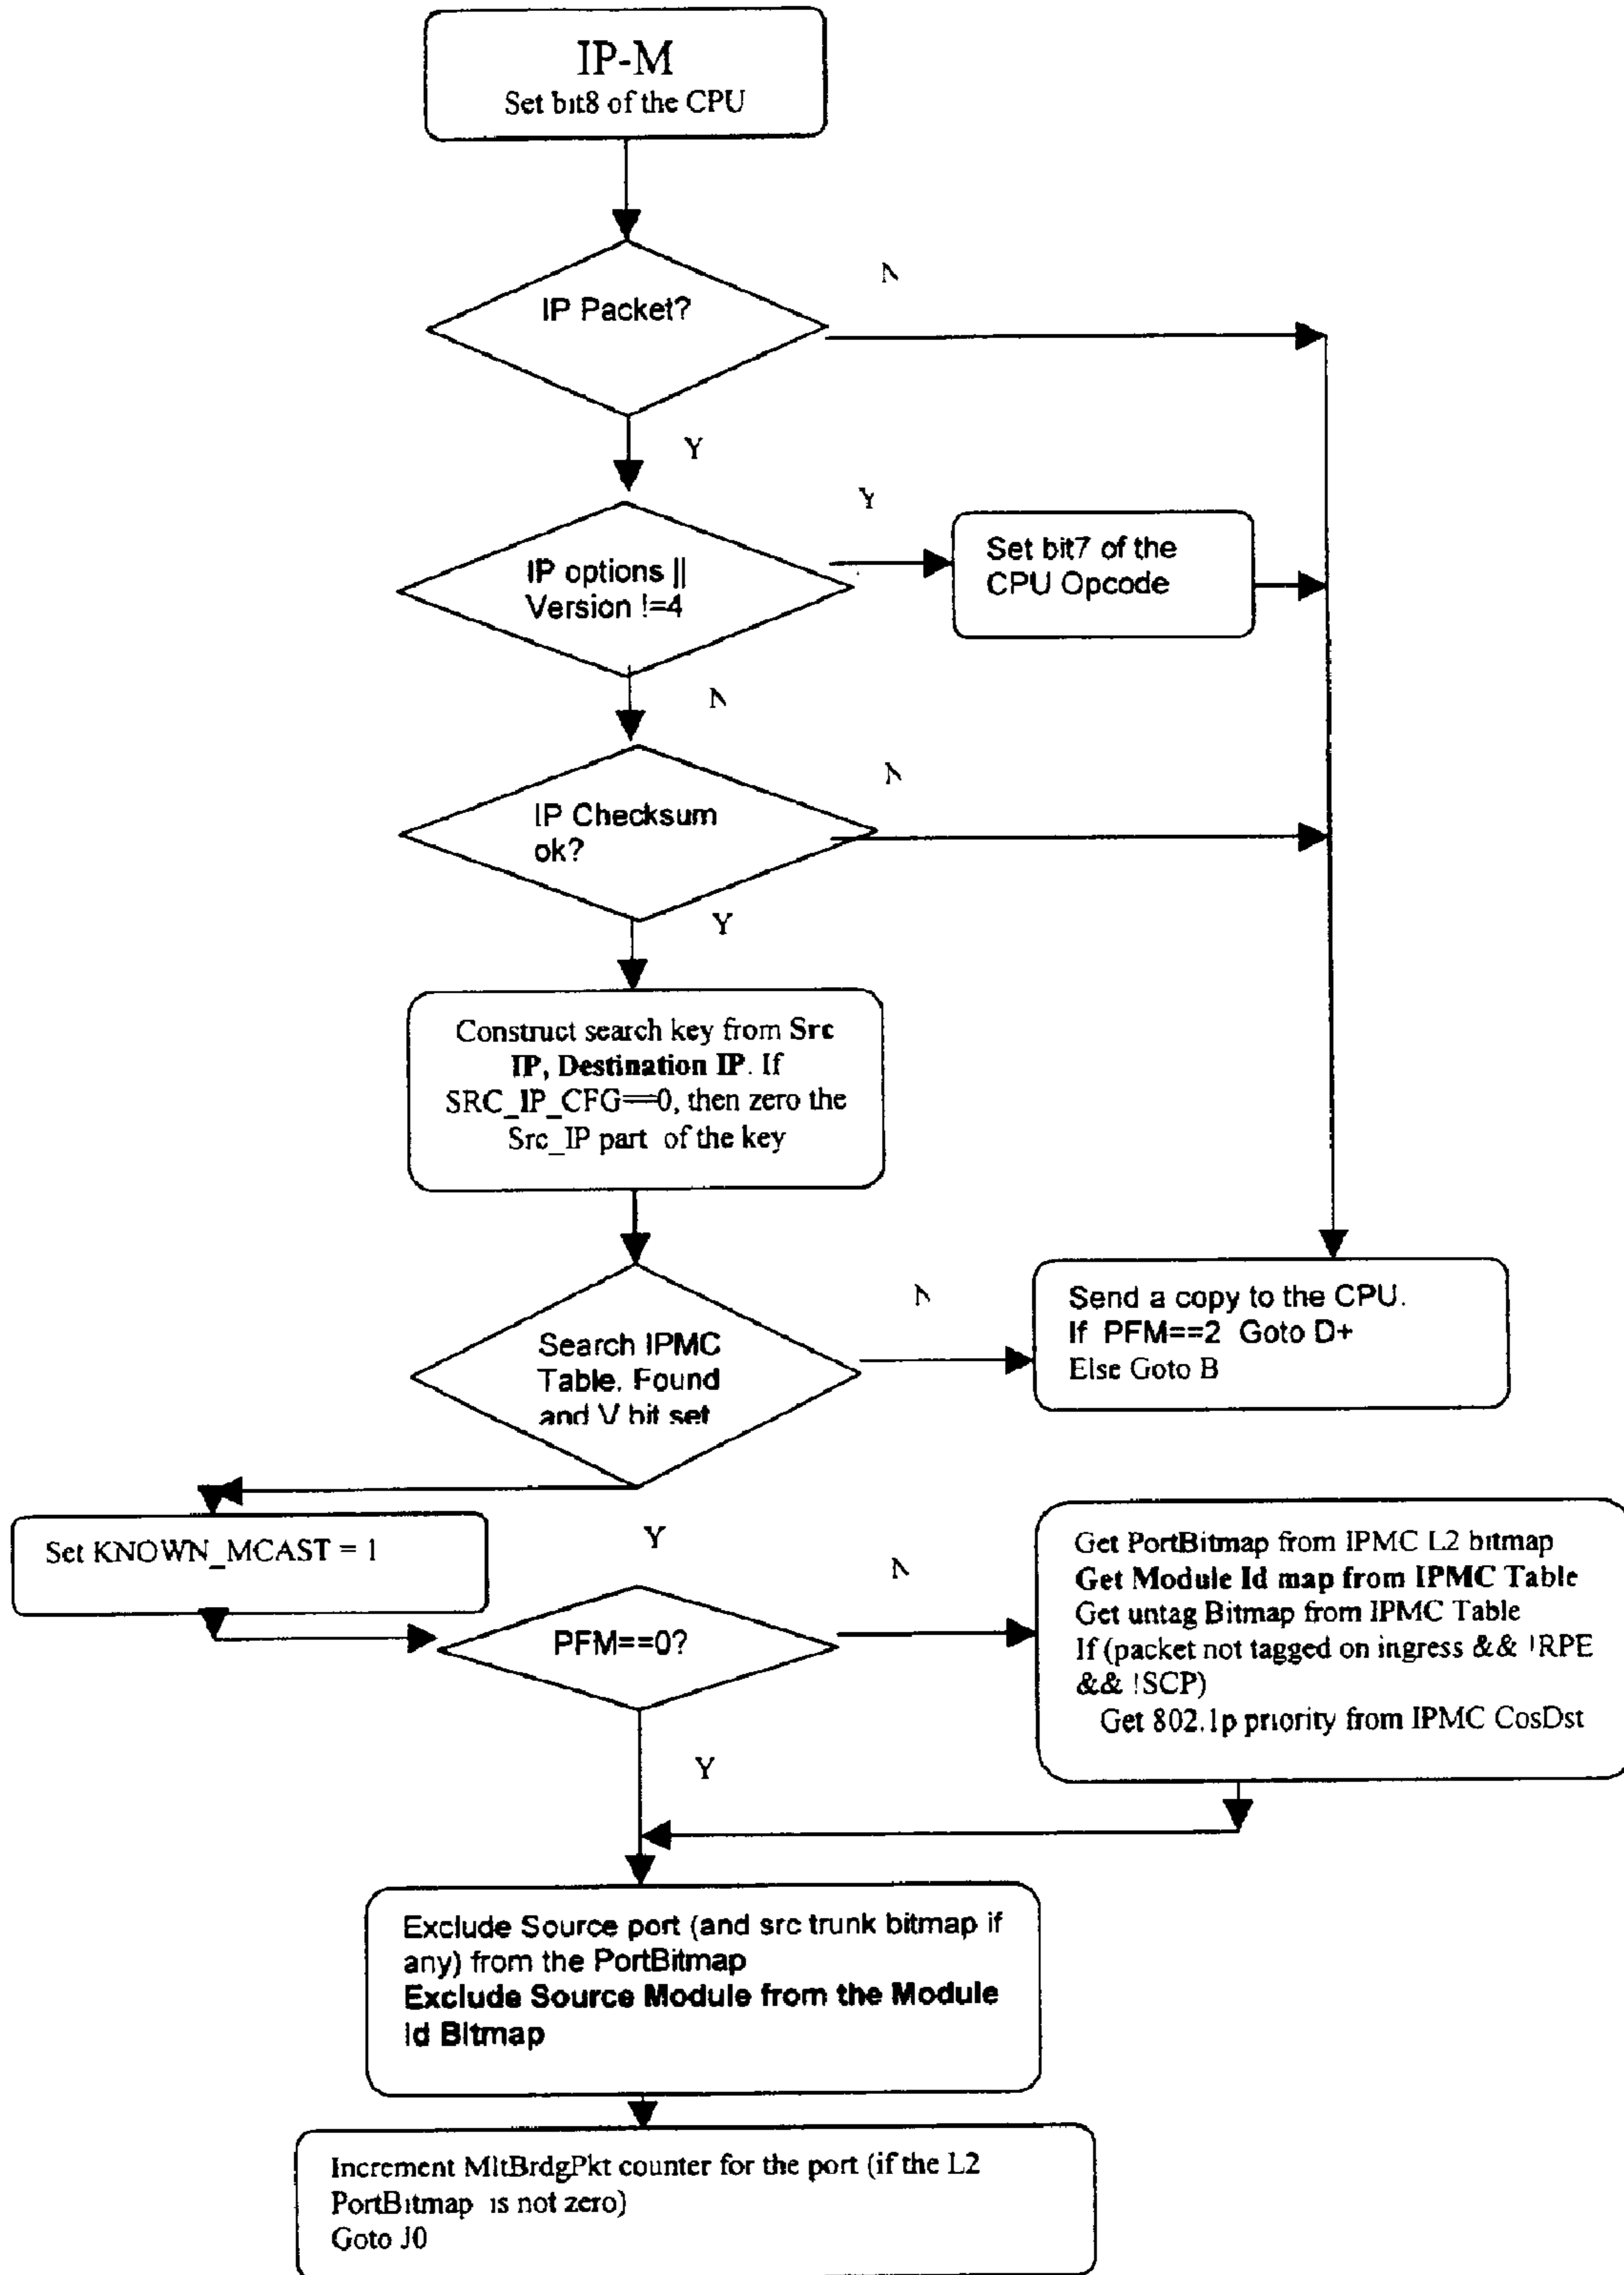 IP-M
Set bit8 of the CPU
IP Packet?
N
Y
IP options ||
Version !=4
Y
Set bit7 of the
CPU Opcode
N
IP Checksum
ok?
N
Y
Construct search key from Src
IP, Destination IP. If
SRC_IP_CFG==0, then zero the
Src_IP part of the key
Search IPMC
Table. Found
and V bit set
N
Send a copy to the CPU.
If PFM==2 Goto D+
Else Goto B
Set KNOWN_MCAST = 1
Y
PFM==0?
N
Get PortBitmap from IPMC L2 bitmap
Get Module Id map from IPMC Table
Get untag Bitmap from IPMC Table
If (packet not tagged on ingress && !RPE
&& !SCP)
Get 802.1p priority from IPMC CosDst
Y
Exclude Source port (and src trunk bitmap if
any) from the PortBitmap
Exclude Source Module from the Module
Id Bitmap
Increment MltBrdgPkt counter for the port (if the L2
PortBitmap is not zero)
Goto J0